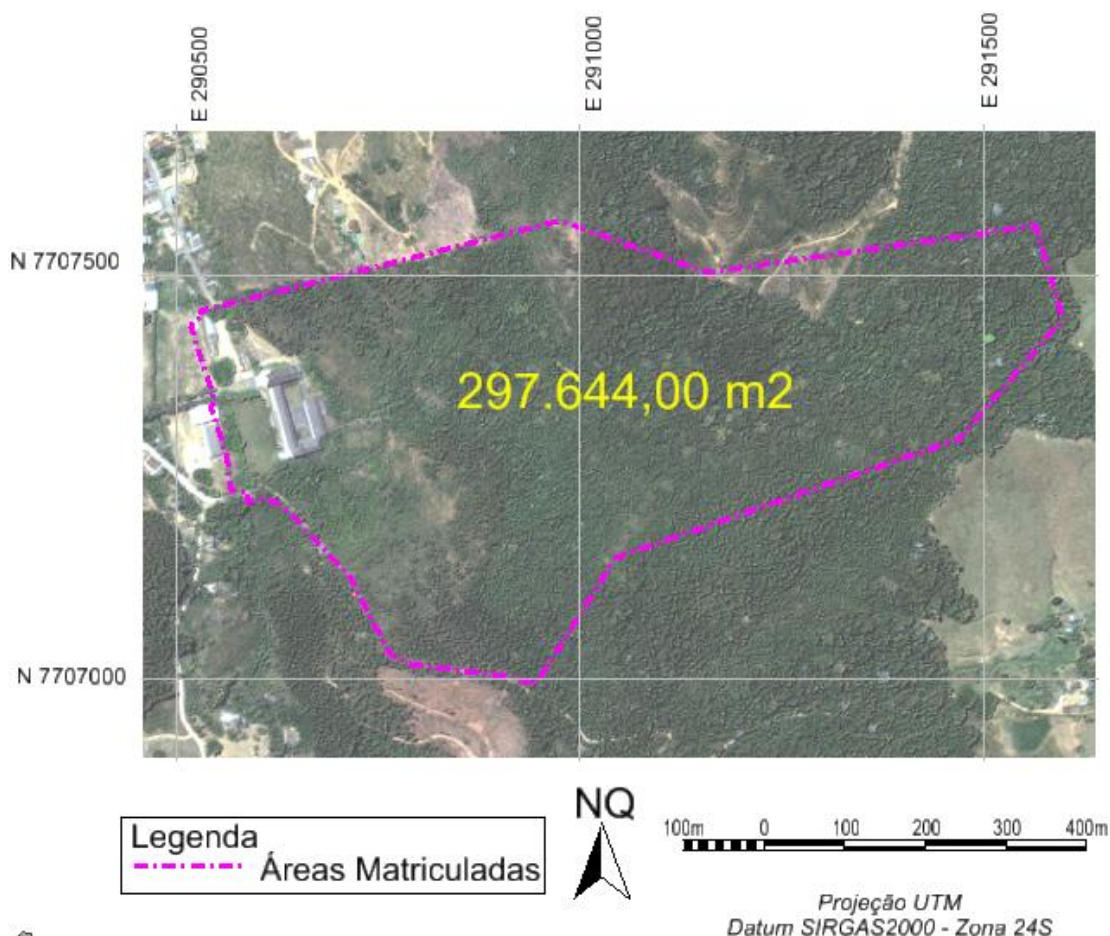 E 290500
E 291000
E 291500
N 7707500
297.644,00 m2
N 7707000
NQ
Legenda
Áreas Matriculadas
100m 0 100 200 300 400m
Projeção UTM
Datum SIRGAS2000 - Zona 24S